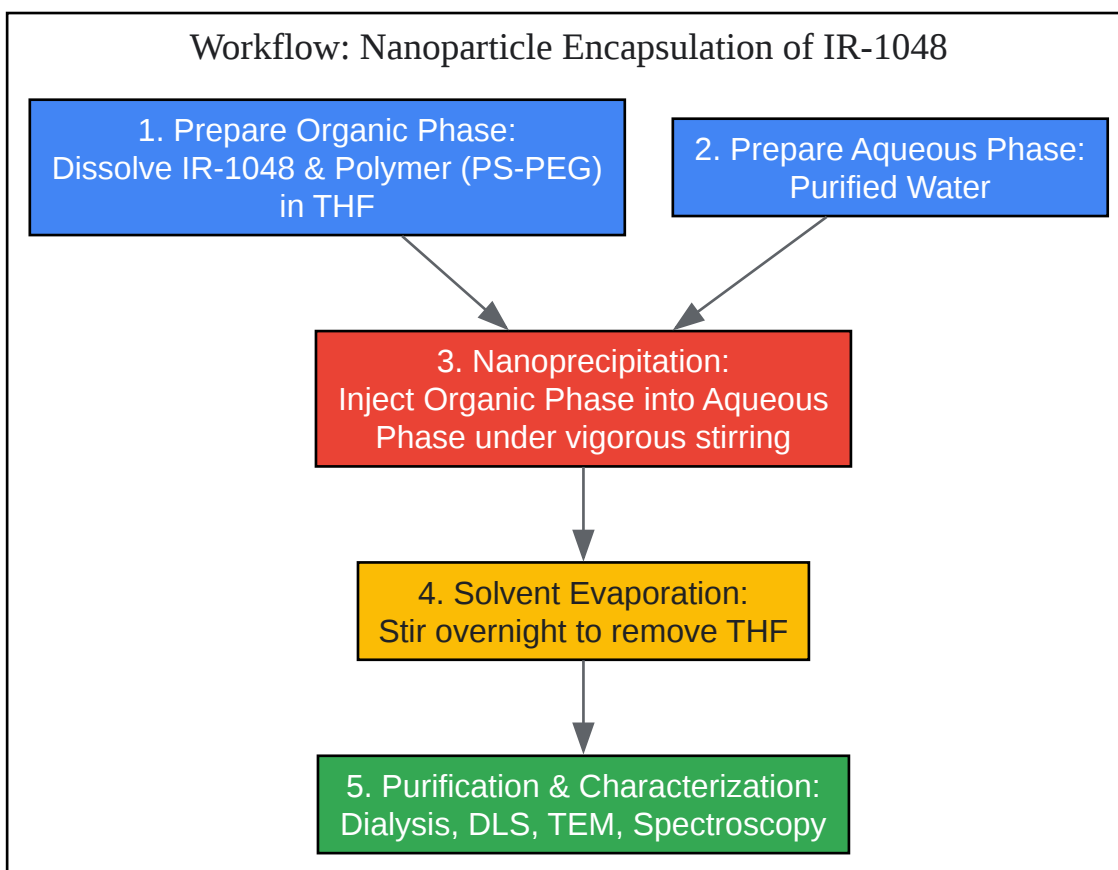 Workflow: Nanoparticle Encapsulation of IR-1048
1. Prepare Organic Phase:
Dissolve IR-1048 & Polymer (PS-PEG)
in THF
2. Prepare Aqueous Phase:
Purified Water
3. Nanoprecipitation:
Inject Organic Phase into Aqueous
Phase under vigorous stirring
4. Solvent Evaporation:
Stir overnight to remove THF
5. Purification & Characterization:
Dialysis, DLS, TEM, Spectroscopy